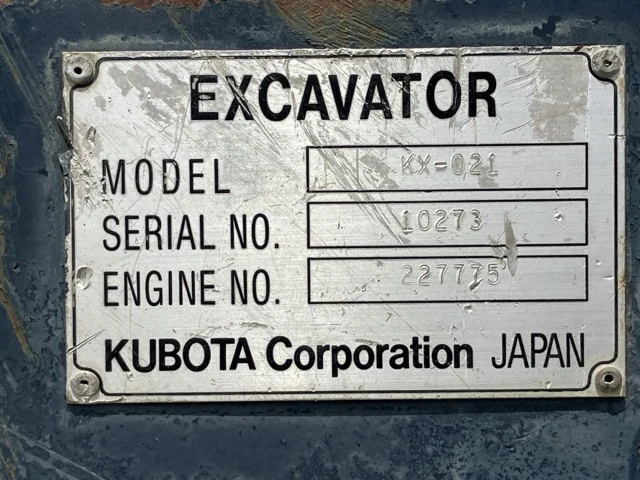 EXCAVATOR
MODEL KX-021
SERIAL NO. 10273
ENGINE NO. 227775
KUBOTA Corporation JAPAN